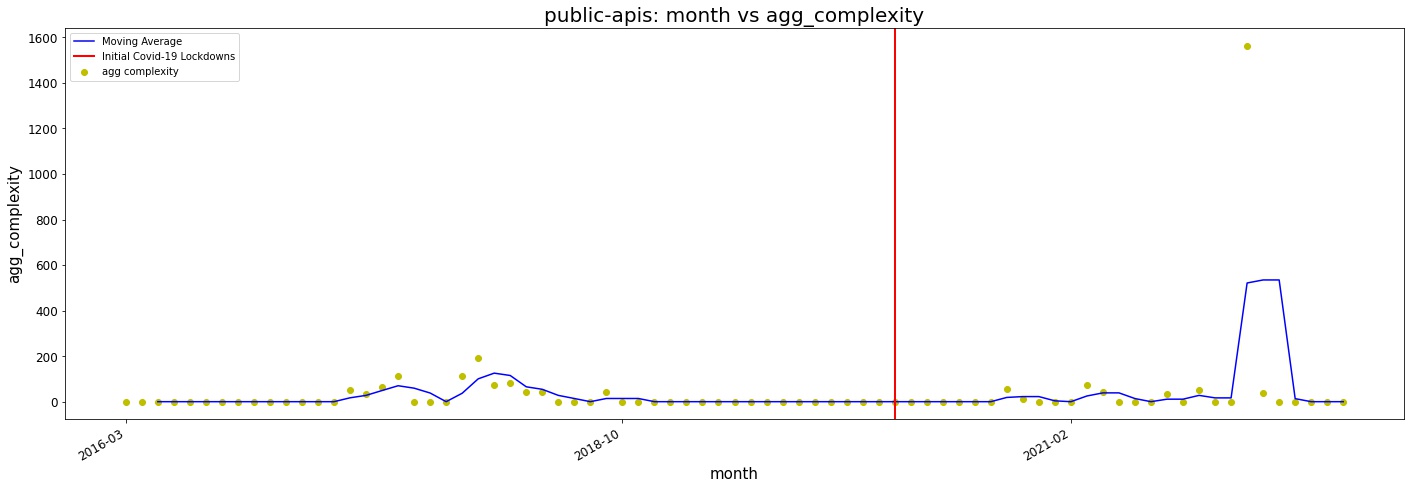 public-apis: month vs agg_complexity
Moving Average
Initial Covid-19 Lockdowns
agg complexity
agg_complexity
1600
1400
1200
1000
800
600
400
200
0
2016-03
2018-10
2021-02
month